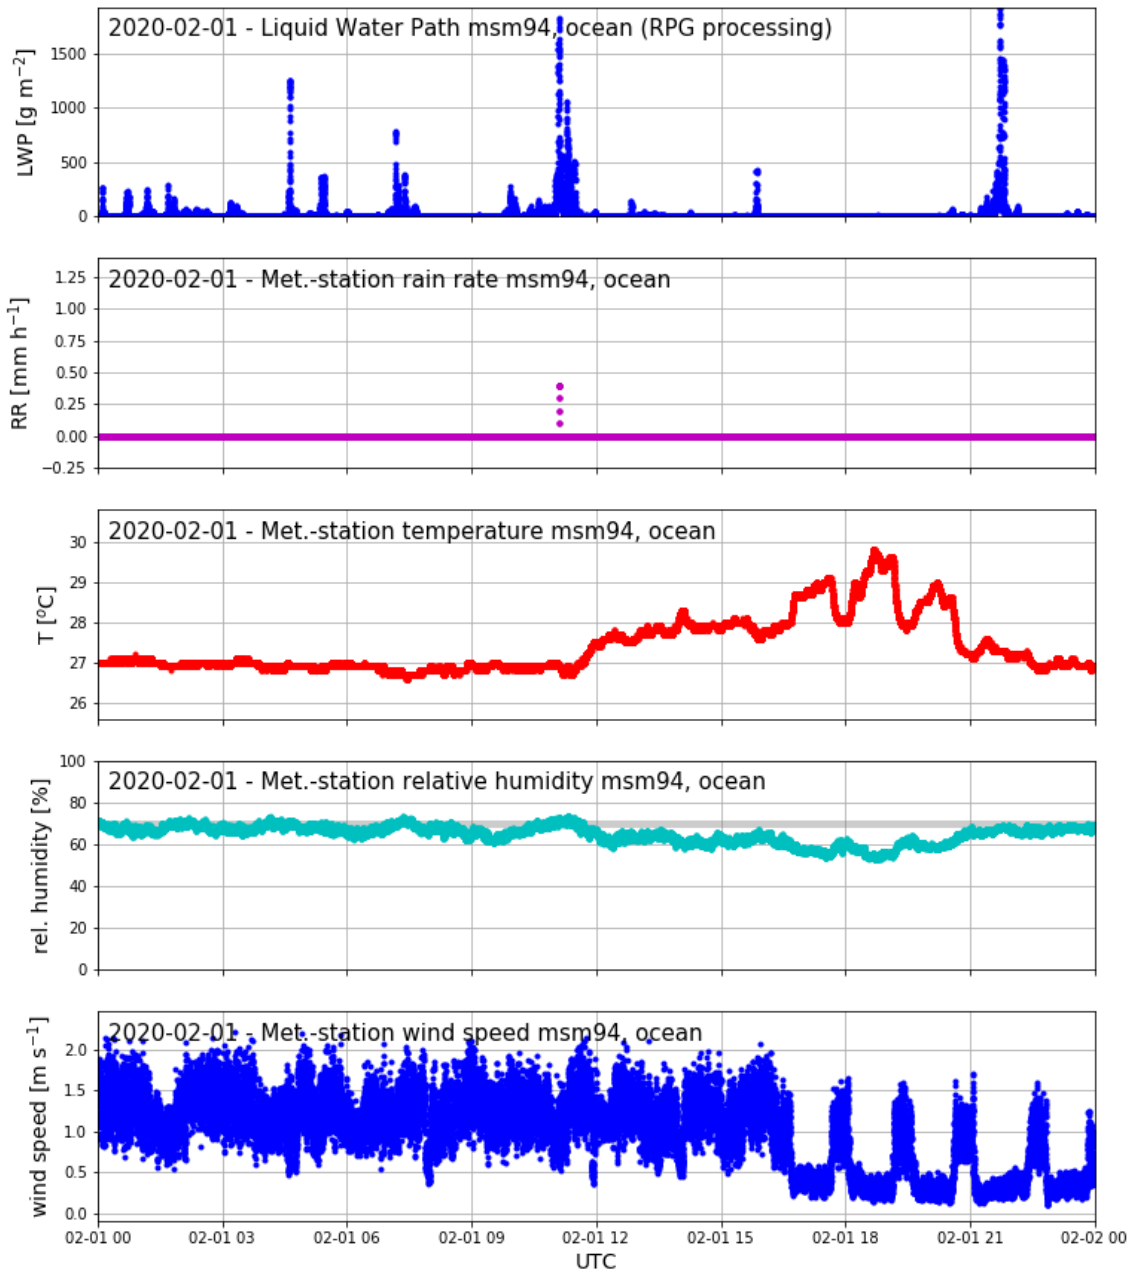 2020-02-01 - Liquid Water Path msm94, ocean (RPG processing)
LWP [g m⁻²]
1500
1000
500
0
2020-02-01 - Met.-station rain rate msm94, ocean
RR [mm h⁻¹]
1.25
1.00
0.75
0.50
0.25
0.00
−0.25
2020-02-01 - Met.-station temperature msm94, ocean
T [°C]
30
29
28
27
26
2020-02-01 - Met.-station relative humidity msm94, ocean
rel. humidity [%]
100
80
60
40
20
0
2020-02-01 - Met.-station wind speed msm94, ocean
wind speed [m s⁻¹]
2.0
1.5
1.0
0.5
0.0
02-01 00 02-01 03 02-01 06 02-01 09 02-01 12 02-01 15 02-01 18 02-01 21 02-02 00
UTC